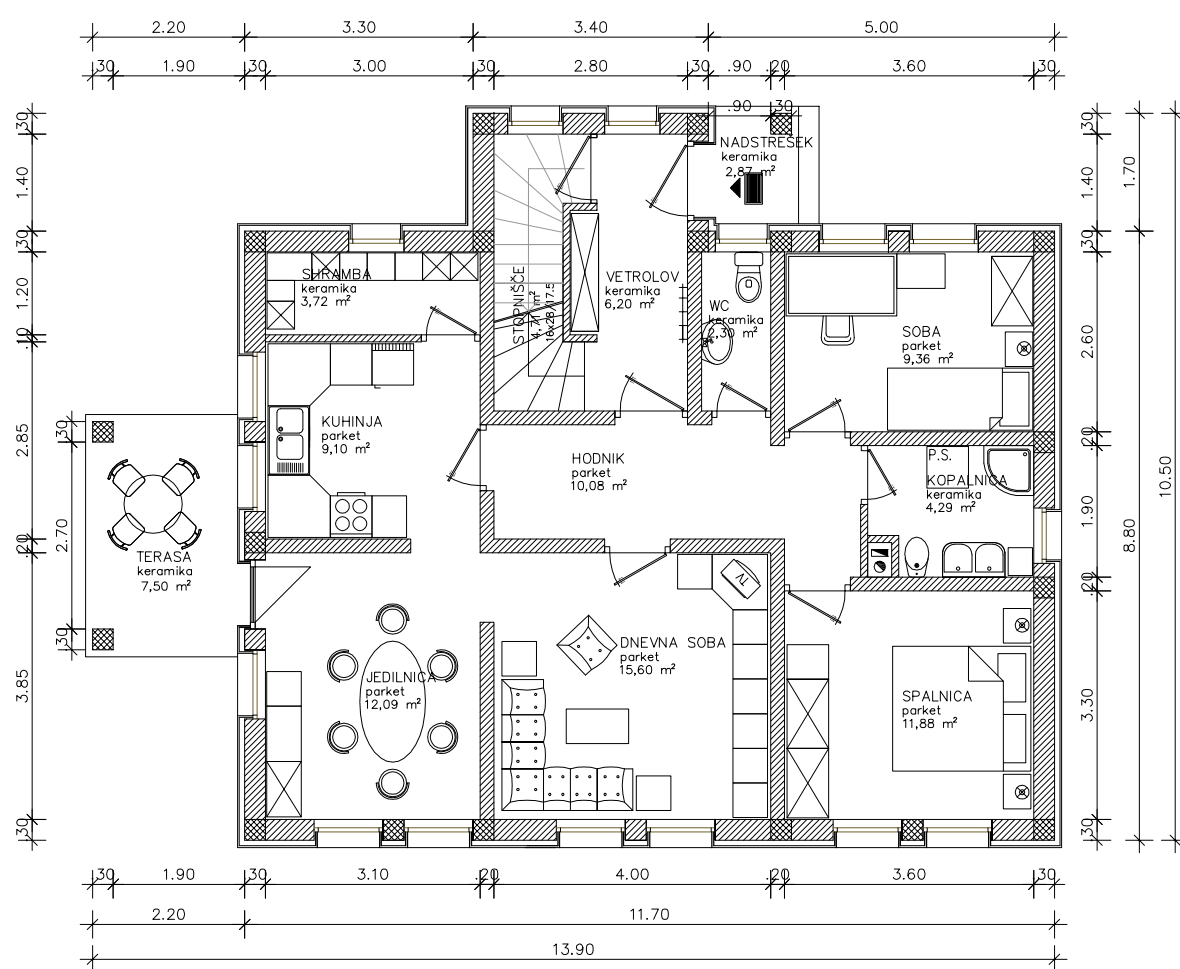 2.20 3.30 3.40 5.00
.30 1.90 .30 3.00 .30 2.80 .30 .90 .20 3.60 .30
.90 .30
NADSTREŠEK
keramika
2,87 m²
SHRAMBA
keramika
3,72 m²
STOPNIŠČE
4,71 m²
16x28/17.5
VETROLOV
keramika
6,20 m²
WC
keramika
2,30 m²
SOBA
parket
9,36 m²
KUHINJA
parket
9,10 m²
HODNIK
parket
10,08 m²
P.S.
KOPALNICA
keramika
4,29 m²
TERASA
keramika
7,50 m²
TV
JEDILNICA
parket
12,09 m²
DNEVNA SOBA
parket
15,60 m²
SPALNICA
parket
11,88 m²
.30
1.40
.30
1.20
.10
2.85
.20
3.85
.30
.30
2.70
.30
.30
1.40
.30
2.60
.20
1.90
.20
3.30
.30
1.70
8.80
10.50
.30 1.90 .30 3.10 .20 4.00 .20 3.60 .30
2.20 11.70
13.90